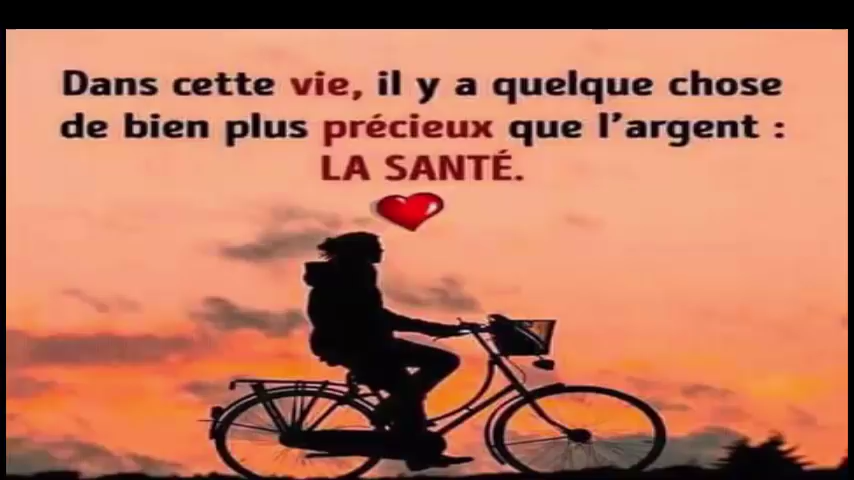 Dans cette vie, il y a quelque chose
de bien plus précieux que l'argent :
LA SANTÉ.